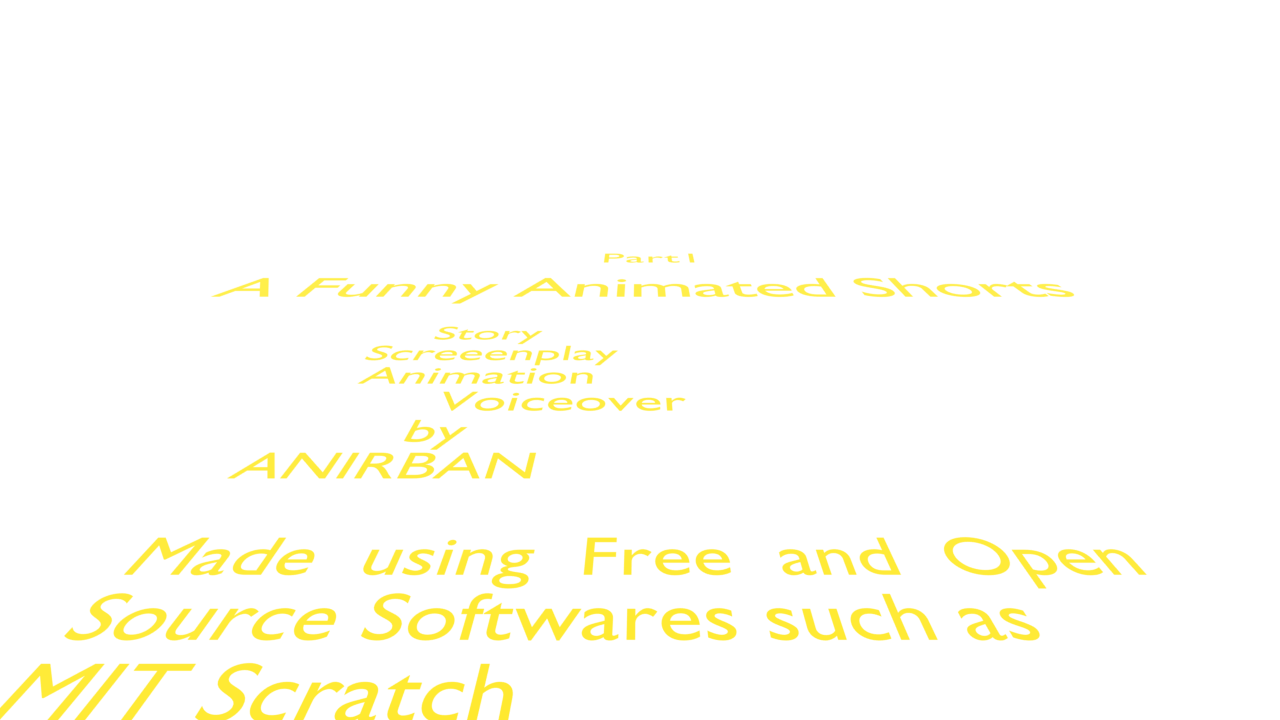 Part I
A Funny Animated Shorts
Story
Screeenplay
Animation
Voiceover
by
ANIRBAN
Made using Free and Open
Source Softwares such as
MIT Scratch